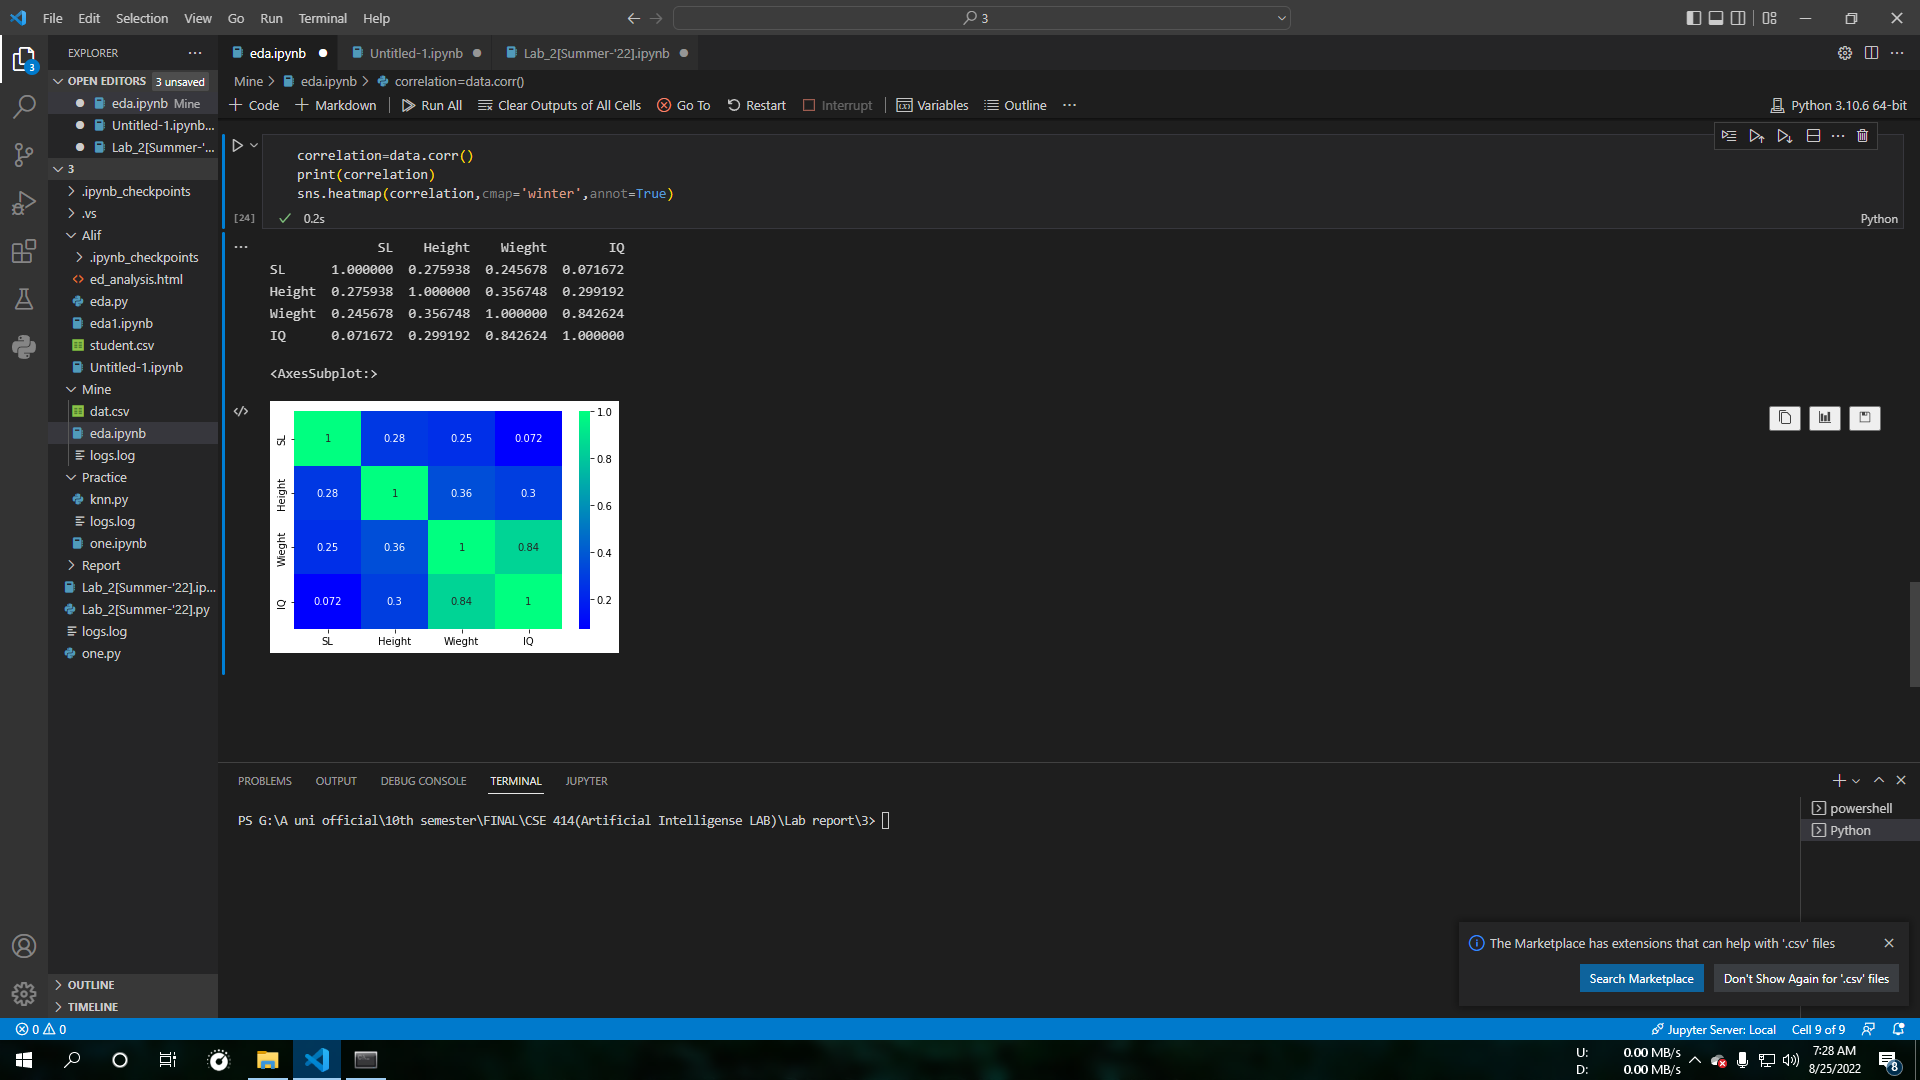 File Edit Selection View Go Run Terminal Help
3
EXPLORER
eda.ipynb Untitled-1.ipynb Lab_2[Summer-'22].ipynb
OPEN EDITORS 3 unsaved
eda.ipynb Mine
Untitled-1.ipynb...
Lab_2[Summer-'...
3
.ipynb_checkpoints
.vs
Alif
.ipynb_checkpoints
ed_analysis.html
eda.py
eda1.ipynb
student.csv
Untitled-1.ipynb
Mine
dat.csv
eda.ipynb
logs.log
Practice
knn.py
logs.log
one.ipynb
Report
Lab_2[Summer-'22].ip...
Lab_2[Summer-'22].py
logs.log
one.py
OUTLINE
TIMELINE
Mine > eda.ipynb > correlation=data.corr()
Code Markdown Run All Clear Outputs of All Cells Go To Restart Interrupt Variables Outline ... Python 3.10.6 64-bit
correlation=data.corr()
print(correlation)
sns.heatmap(correlation,cmap='winter',annot=True)
[24] 0.2s Python
SL Height Wieght IQ
SL 1.000000 0.275938 0.245678 0.071672
Height 0.275938 1.000000 0.356748 0.299192
Wieght 0.245678 0.356748 1.000000 0.842624
IQ 0.071672 0.299192 0.842624 1.000000
<AxesSubplot:>
SL 1 0.28 0.25 0.072
Height 0.28 1 0.36 0.3
Wieght 0.25 0.36 1 0.84
IQ 0.072 0.3 0.84 1
SL Height Wieght IQ
1.0
0.8
0.6
0.4
0.2
PROBLEMS OUTPUT DEBUG CONSOLE TERMINAL JUPYTER
PS G:\A uni official\10th semester\FINAL\CSE 414(Artificial Intelligense LAB)\Lab report\3>
powershell
Python
The Marketplace has extensions that can help with '.csv' files
Search Marketplace Don't Show Again for '.csv' files
0 0 Jupyter Server: Local Cell 9 of 9
U: 0.00 MB/s
D: 0.00 MB/s
7:28 AM
8/25/2022
8